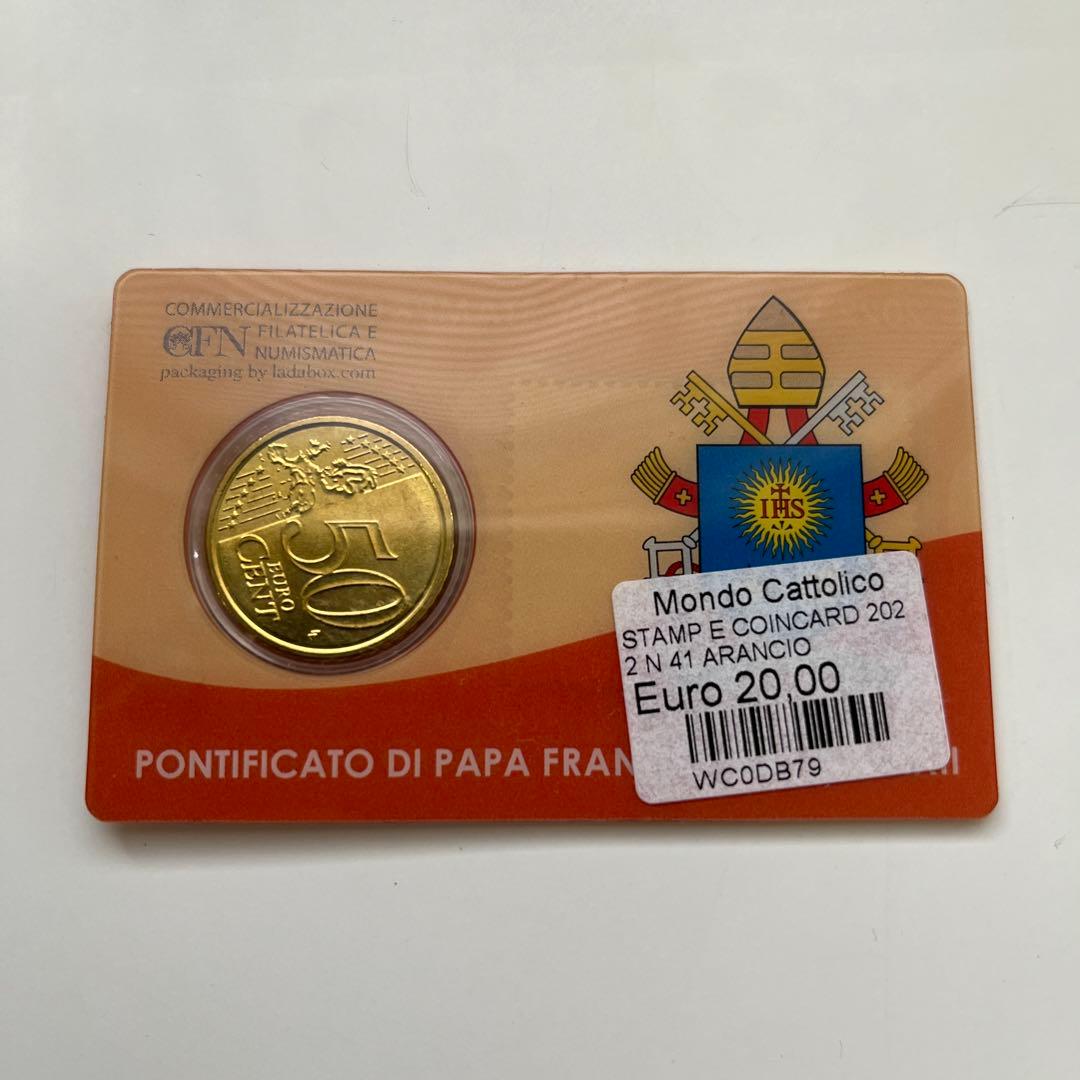 COMMERCIALIZZAZIONE
CFN FILATELICA E
NUMISMATICA
packaging by ladabox.com
50
EURO
CENT
IHS
Mondo Cattolico
STAMP E COINCARD 202
2 N 41 ARANCIO
Euro 20,00
WC0DB79
PONTIFICATO DI PAPA FRAN